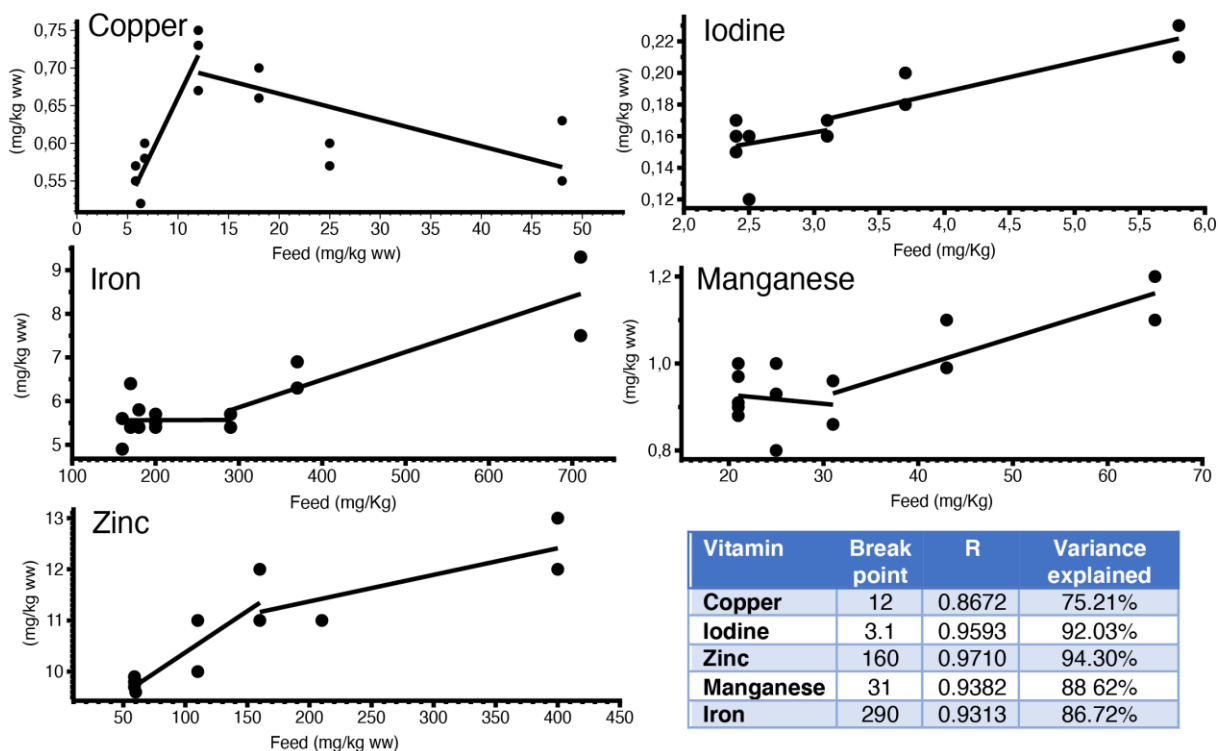 Copper
(mg/kg ww)
0,75
0,70
0,65
0,60
0,55
0 5 10 15 20 25 30 35 40 45 50
Feed (mg/kg ww)
Iodine
(mg/kg ww)
0,22
0,20
0,18
0,16
0,14
0,12
2,0 2,5 3,0 3,5 4,0 4,5 5,0 5,5 6,0
Feed (mg/Kg)
Iron
(mg/kg ww)
9
8
7
6
5
100 200 300 400 500 600 700
Feed (mg/Kg)
Manganese
(mg/kg ww)
1,2
1,0
0,8
20 30 40 50 60 70
Feed (mg/Kg)
Zinc
(mg/kg ww)
13
12
11
10
50 100 150 200 250 300 350 400 450
Feed (mg/kg ww)
Vitamin Break point R Variance explained
Copper 12 0.8672 75.21%
Iodine 3.1 0.9593 92.03%
Zinc 160 0.9710 94.30%
Manganese 31 0.9382 88 62%
Iron 290 0.9313 86.72%